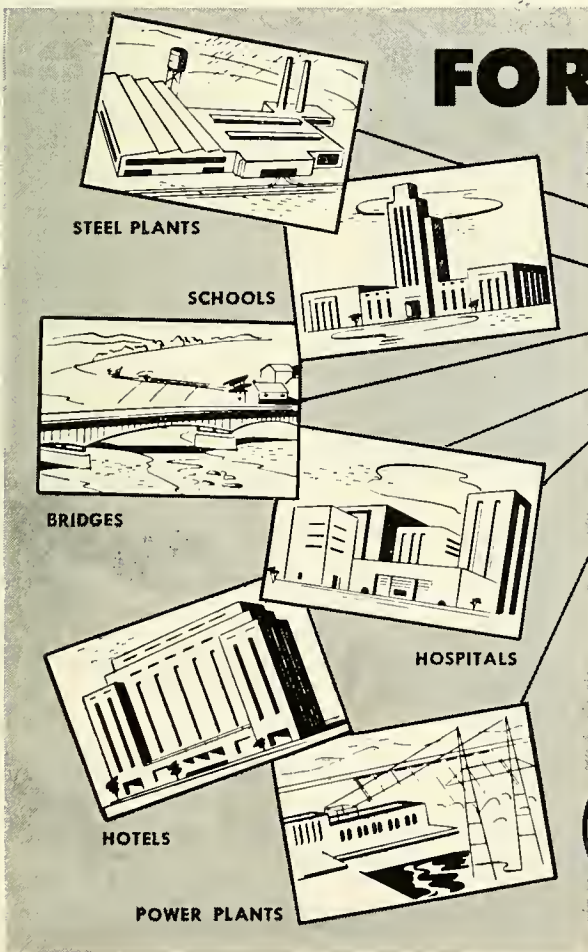 FOR
STEEL PLANTS
SCHOOLS
BRIDGES
HOSPITALS
HOTELS
POWER PLANTS